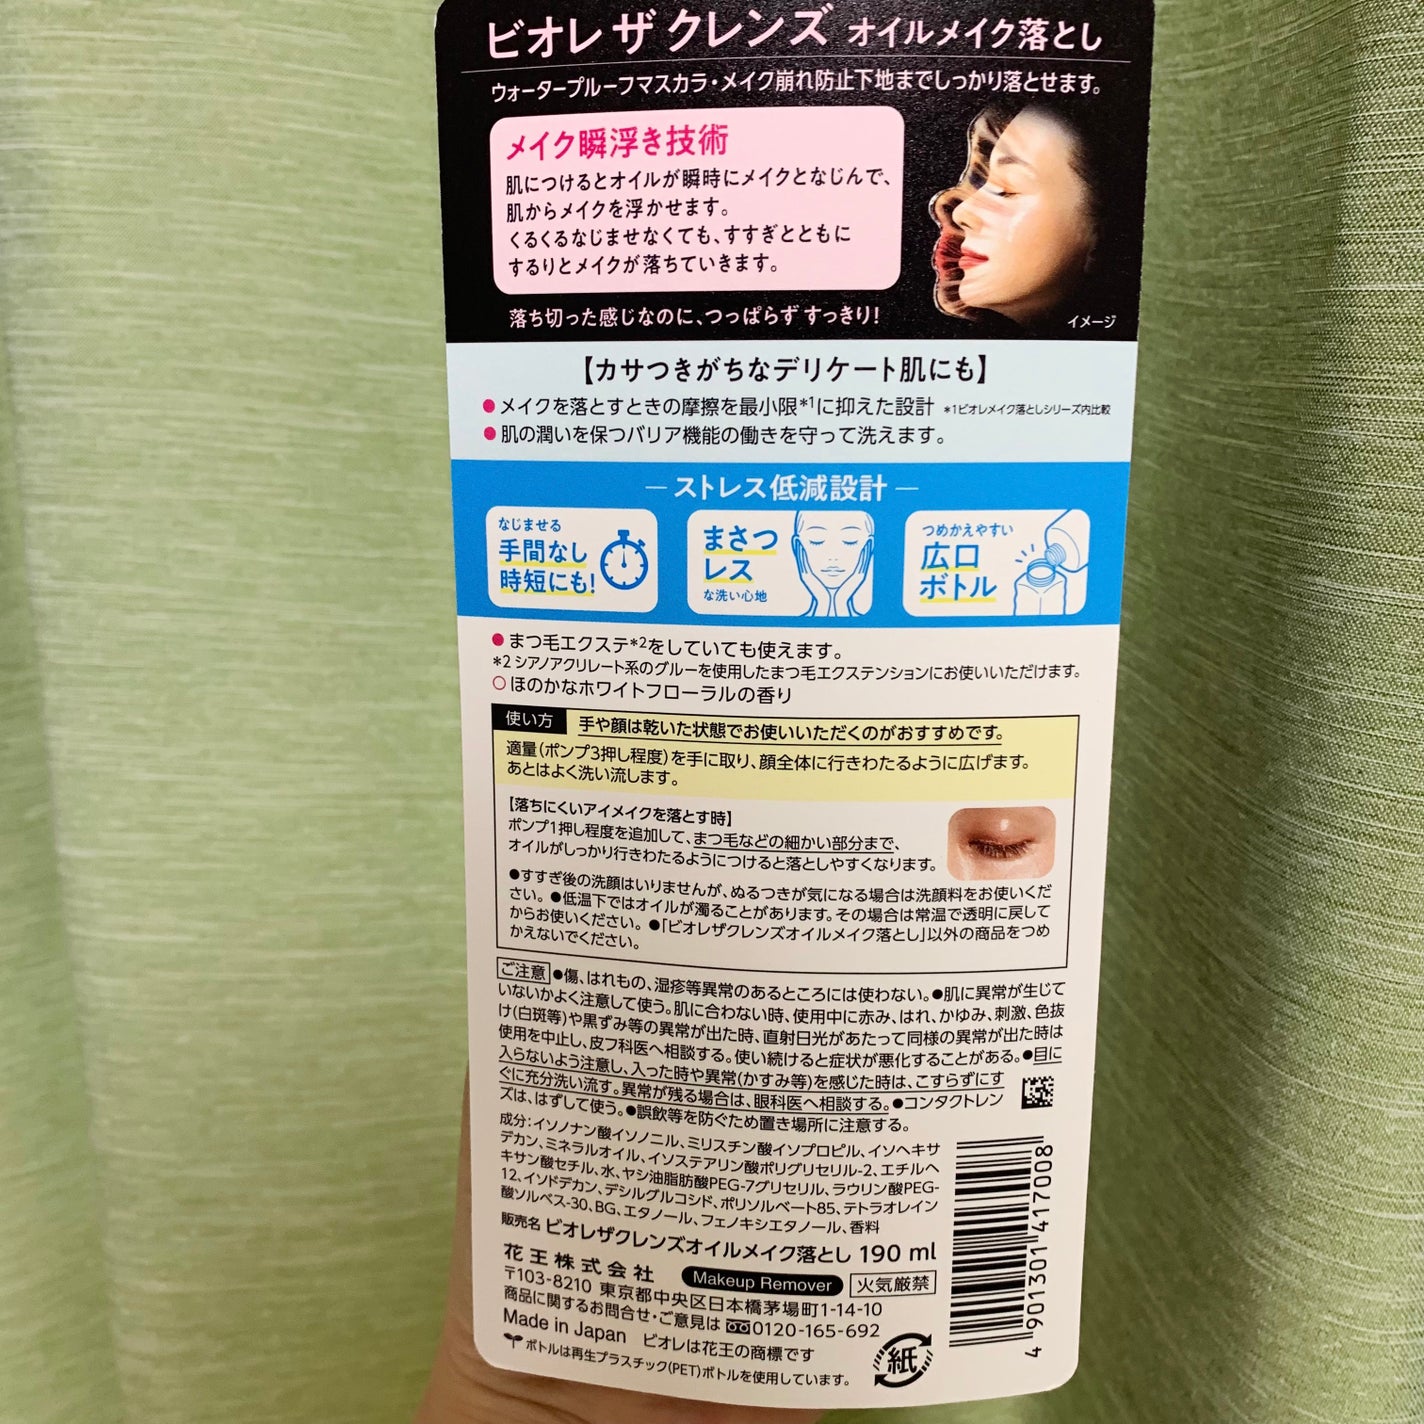 ビオレ ザ クレンズ オイルメイク落とし
ウォータープルーフマスカラ・メイク崩れ防止下地までしっかり落とせます。
メイク瞬浮き技術
肌につけるとオイルが瞬時にメイクとなじんで、
肌からメイクを浮かせます。
くるくるなじませなくても、すすぎとともに
するりとメイクが落ちていきます。
落ち切った感じなのに、つっぱらず すっきり!
イメージ
【カサつきがちなデリケート肌にも】
●メイクを落とすときの摩擦を最小限*1に抑えた設計 *1ビオレメイク落としシリーズ内比較
●肌の潤いを保つバリア機能の働きを守って洗えます。
— ストレス低減設計 —
なじませる
手間なし
時短にも!
まさつ
レス
な洗い心地
つめかえやすい
広口
ボトル
●まつ毛エクステ*2をしていても使えます。
*2 シアノアクリレート系のグルーを使用したまつ毛エクステンションにお使いいただけます。
○ほのかなホワイトフローラルの香り
使い方 手や顔は乾いた状態でお使いいただくのがおすすめです。
適量(ポンプ3押し程度)を手に取り、顔全体に行きわたるように広げます。
あとはよく洗い流します。
【落ちにくいアイメイクを落とす時】
ポンプ1押し程度を追加して、まつ毛などの細かい部分まで、
オイルがしっかり行きわたるようにつけると落としやすくなります。
●すすぎ後の洗顔はいりませんが、ぬるつきが気になる場合は洗顔料をお使いくだ
さい。●低温下ではオイルが濁ることがあります。その場合は常温で透明に戻して
からお使いください。●「ビオレザクレンズオイルメイク落とし」以外の商品をつめ
かえないでください。
ご注意 ●傷、はれもの、湿疹等異常のあるところには使わない。●肌に異常が生じて
いないかよく注意して使う。肌に合わない時、使用中に赤み、はれ、かゆみ、刺激、色抜
け(白斑等)や黒ずみ等の異常が出た時、直射日光があたって同様の異常が出た時は
使用を中止し、皮フ科医へ相談する。使い続けると症状が悪化することがある。●目に
入らないよう注意し、入った時や異常(かすみ等)を感じた時は、こすらずにす
ぐに充分洗い流す。異常が残る場合は、眼科医へ相談する。●コンタクトレン
ズは、はずして使う。●誤飲等を防ぐため置き場所に注意する。
成分:イソノナン酸イソノニル、ミリスチン酸イソプロピル、イソヘキサ
デカン、ミネラルオイル、イソステアリン酸ポリグリセリル-2、エチルヘ
キサン酸セチル、水、ヤシ油脂肪酸PEG-7グリセリル、ラウリン酸PEG-
12、イソドデカン、デシルグルコシド、ポリソルベート85、テトラオレイン
酸ソルベス-30、BG、エタノール、フェノキシエタノール、香料
販売名 ビオレザクレンズオイルメイク落とし 190 ml
花王株式会社 Makeup Remover 火気厳禁
〒103-8210 東京都中央区日本橋茅場町1-14-10
商品に関するお問合せ・ご意見は 0120-165-692
Made in Japan ビオレは花王の商標です
ボトルは再生プラスチック(PET)ボトルを使用しています。
紙
4 901301 417008